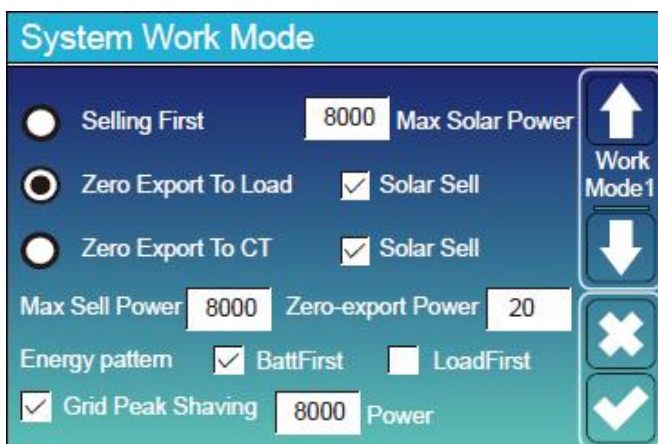 System Work Mode
Selling First 8000 Max Solar Power
Zero Export To Load Solar Sell
Work Mode1
Zero Export To CT Solar Sell
Max Sell Power 8000 Zero-export Power 20
Energy pattern BattFirst LoadFirst
Grid Peak Shaving 8000 Power